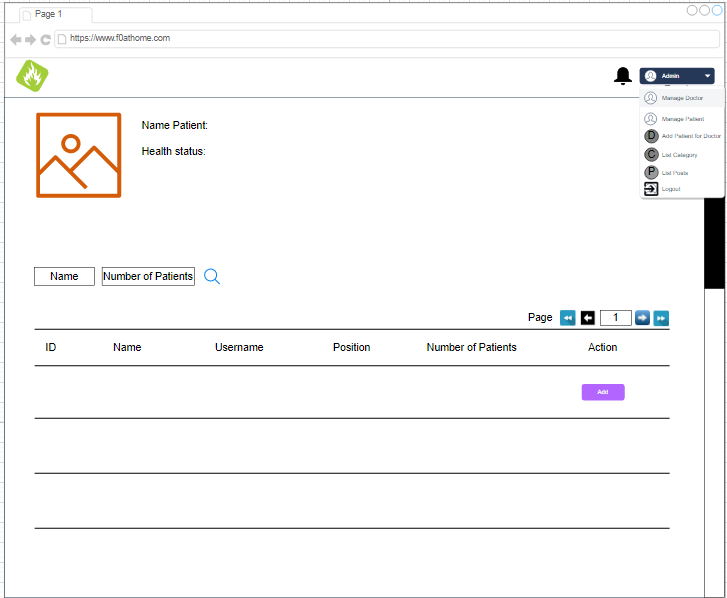 Page 1
https://www.f0athome.com
Admin
Manage Doctor
Manage Patient
D Add Patient for Doctor
C List Category
P List Posts
Logout
Name Patient:
Health status:
Name Number of Patients
Page 1
ID Name Username Position Number of Patients Action
Add